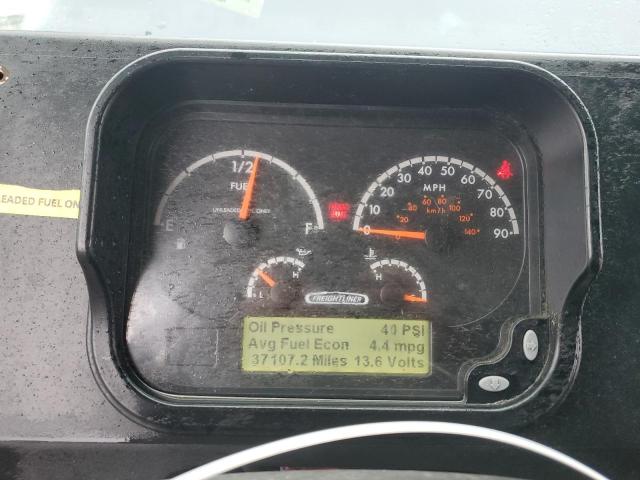 1/2
FUEL
UNLEADED FUEL ONLY
E
F
LEADED FUEL ON
0 10 20 30 40 50 60 70 80 90
MPH
20 40 60 80 100 120 140
km/h
L H
H
FREIGHTLINER
Oil Pressure 40 PSI
Avg Fuel Econ 4.4 mpg
37107.2 Miles 13.6 Volts